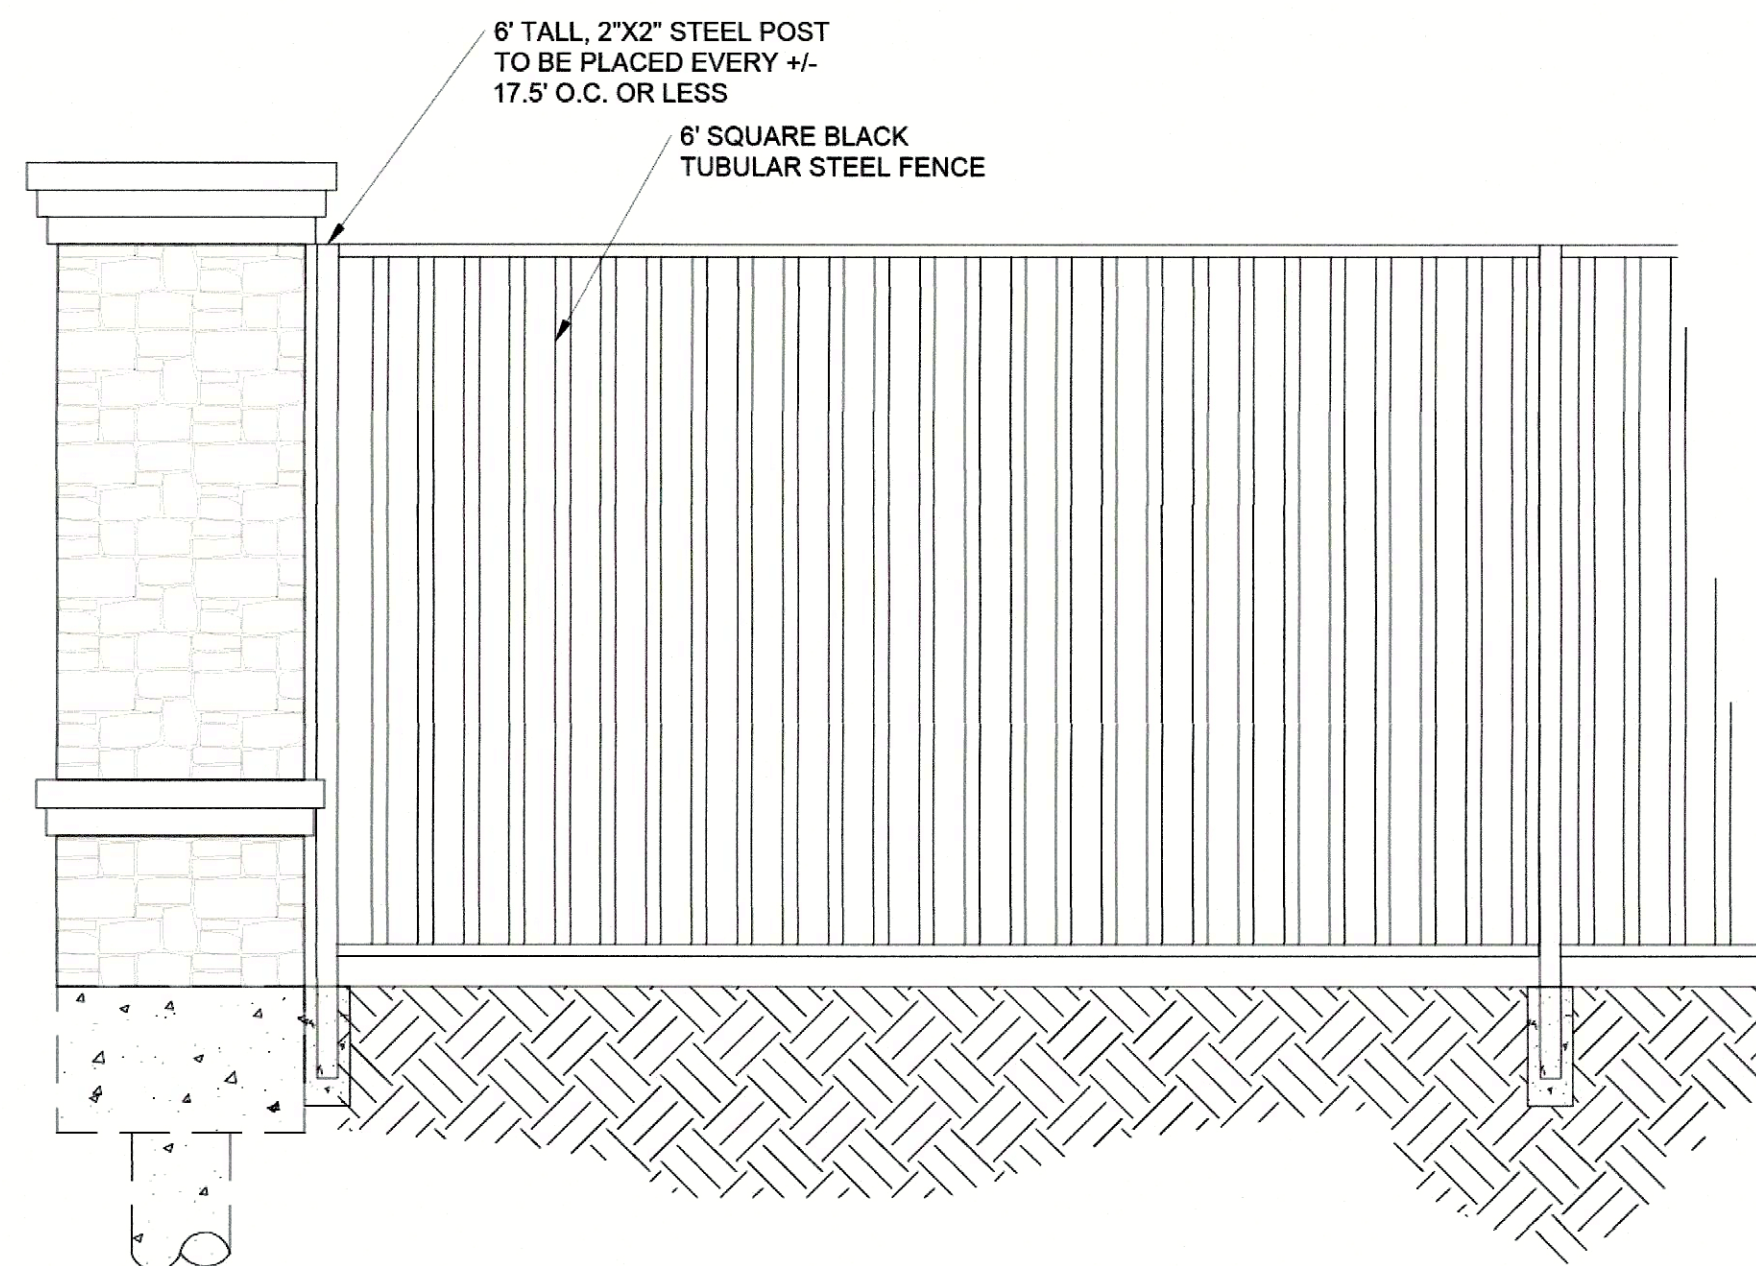 6' TALL, 2"X2" STEEL POST
TO BE PLACED EVERY +/-
17.5' O.C. OR LESS
6' SQUARE BLACK
TUBULAR STEEL FENCE